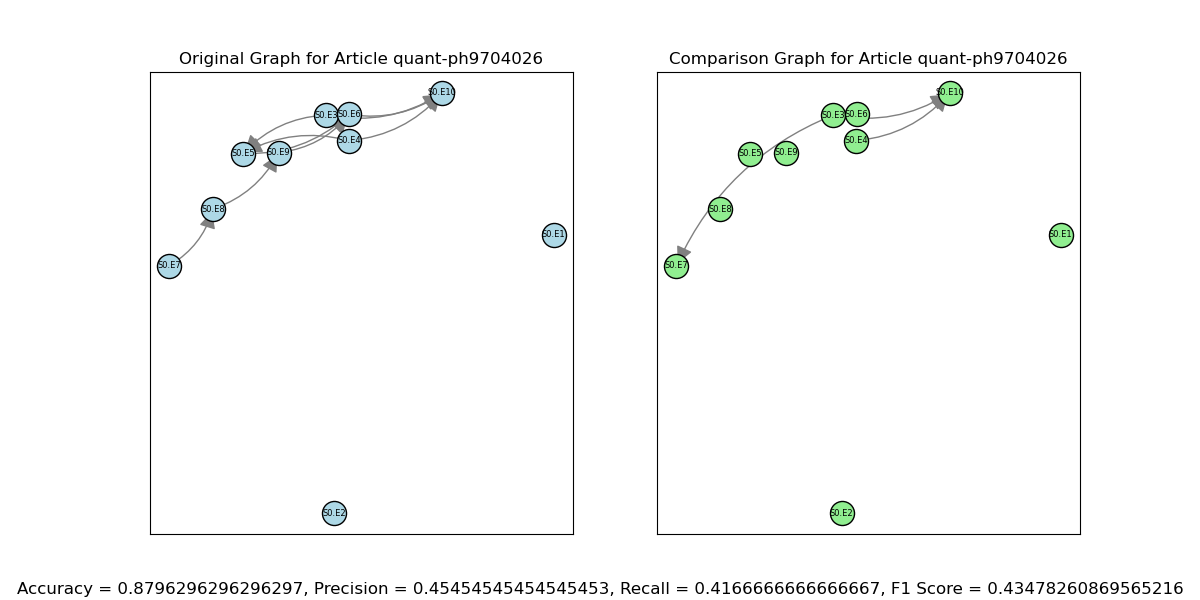 Original Graph for Article quant-ph9704026
Comparison Graph for Article quant-ph9704026
S0.E10
S0.E3
S0.E6
S0.E4
S0.E5
S0.E9
S0.E8
S0.E7
S0.E1
S0.E2
S0.E10
S0.E3
S0.E6
S0.E4
S0.E5
S0.E9
S0.E8
S0.E7
S0.E1
S0.E2
Accuracy = 0.8796296296296297, Precision = 0.45454545454545453, Recall = 0.4166666666666667, F1 Score = 0.43478260869565216